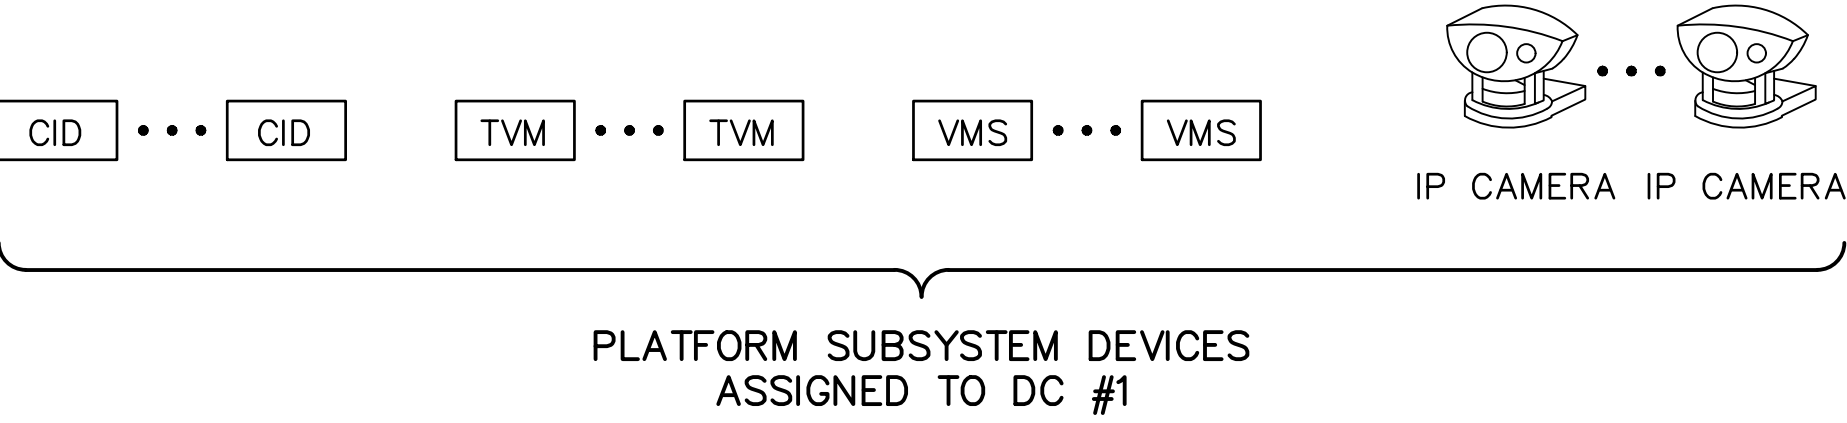 CID CID TVM TVM VMS VMS
IP CAMERA IP CAMERA
PLATFORM SUBSYSTEM DEVICES
ASSIGNED TO DC #1